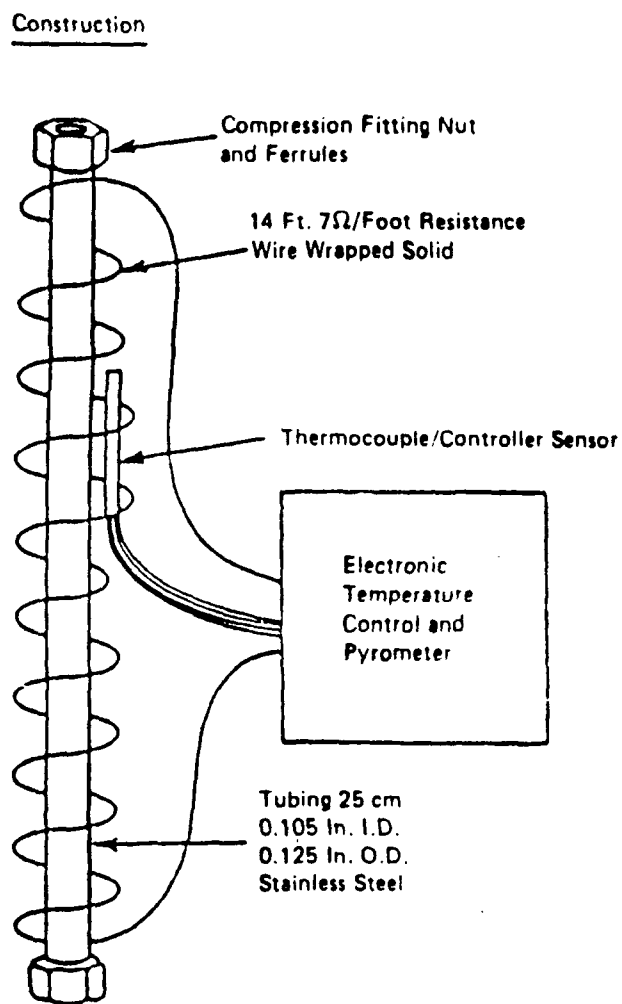 Construction
Compression Fitting Nut
and Ferrules
14 Ft. 7Ω/Foot Resistance
Wire Wrapped Solid
Thermocouple/Controller Sensor
Electronic
Temperature
Control and
Pyrometer
Tubing 25 cm
0.105 In. I.D.
0.125 In. O.D.
Stainless Steel